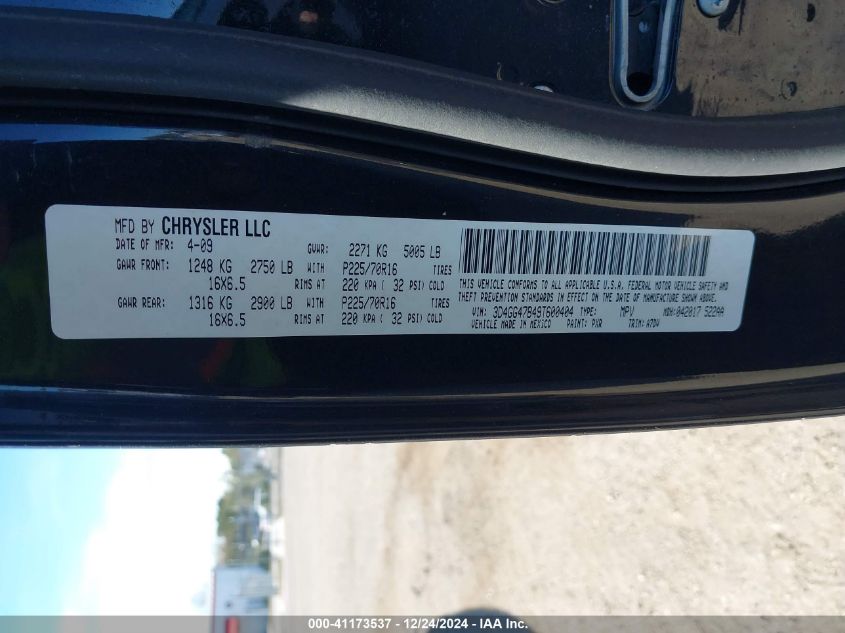 MFD BY CHRYSLER LLC
DATE OF MFR: 4-09 GVWR: 2271 KG 5005 LB
GAWR FRONT: 1248 KG 2750 LB WITH P225/70R16 TIRES
16X6.5 RIMS AT 220 KPA ( 32 PSI) COLD
GAWR REAR: 1316 KG 2900 LB WITH P225/70R16 TIRES
16X6.5 RIMS AT 220 KPA ( 32 PSI) COLD
THIS VEHICLE CONFORMS TO ALL APPLICABLE U.S.A. FEDERAL MOTOR VEHICLE SAFETY AND
THEFT PREVENTION STANDARDS IN EFFECT ON THE DATE OF MANUFACTURE SHOWN ABOVE.
VIN: 3D4GG47B49T600404 TYPE: MPV MDH: 042017 522AA
MADE IN MEXICO PAINT: PXR TRIM: A7DV
000-41173537 - 12/24/2024 - IAA Inc.